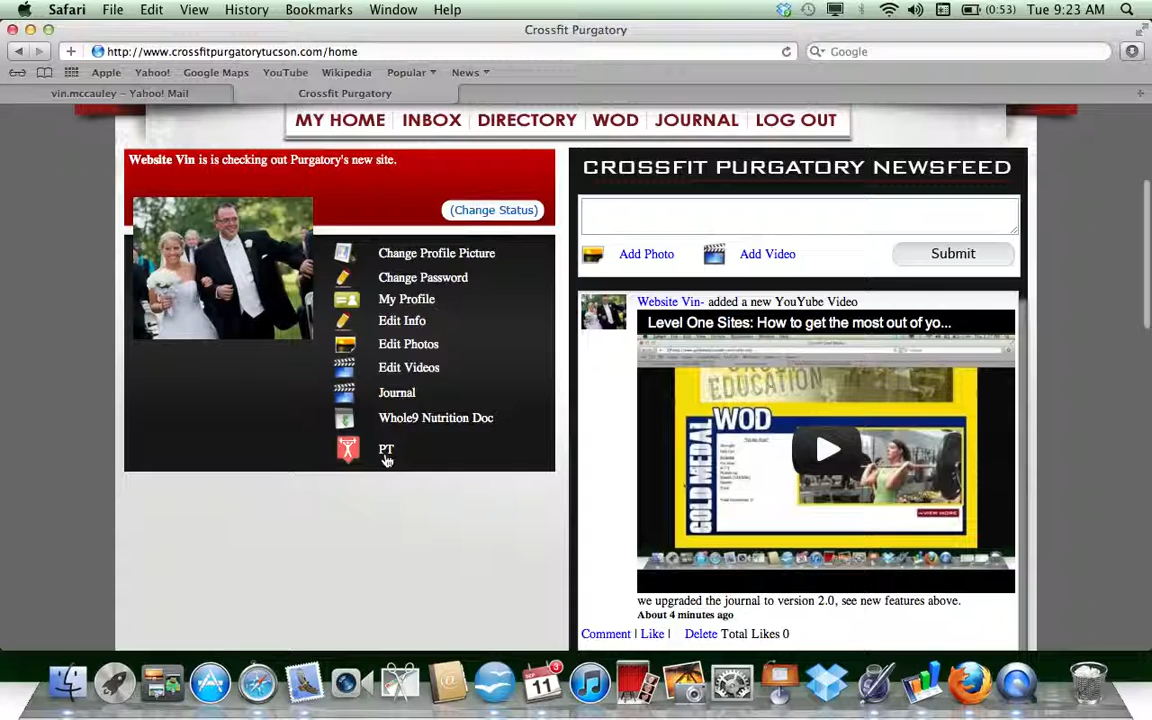 Safari File Edit View History Bookmarks Window Help (0:53) Tue 9:23 AM
Crossfit Purgatory
http://www.crossfitpurgatorytucson.com/home
Google
Apple Yahoo! Google Maps YouTube Wikipedia Popular News
vin.mccauley – Yahoo! Mail
Crossfit Purgatory
MY HOME INBOX DIRECTORY WOD JOURNAL LOG OUT
Website Vin is is checking out Purgatory's new site.
(Change Status)
Change Profile Picture
Change Password
My Profile
Edit Info
Edit Photos
Edit Videos
Journal
Whole9 Nutrition Doc
PT
CROSSFIT PURGATORY NEWSFEED
Add Photo
Add Video
Submit
Website Vin- added a new YouYube Video
Level One Sites: How to get the most out of yo...
EDUCATION
GOLD MEDAL
WOD
VIEW MORE
we upgraded the journal to version 2.0, see new features above.
About 4 minutes ago
Comment | Like | Delete Total Likes 0
3
11